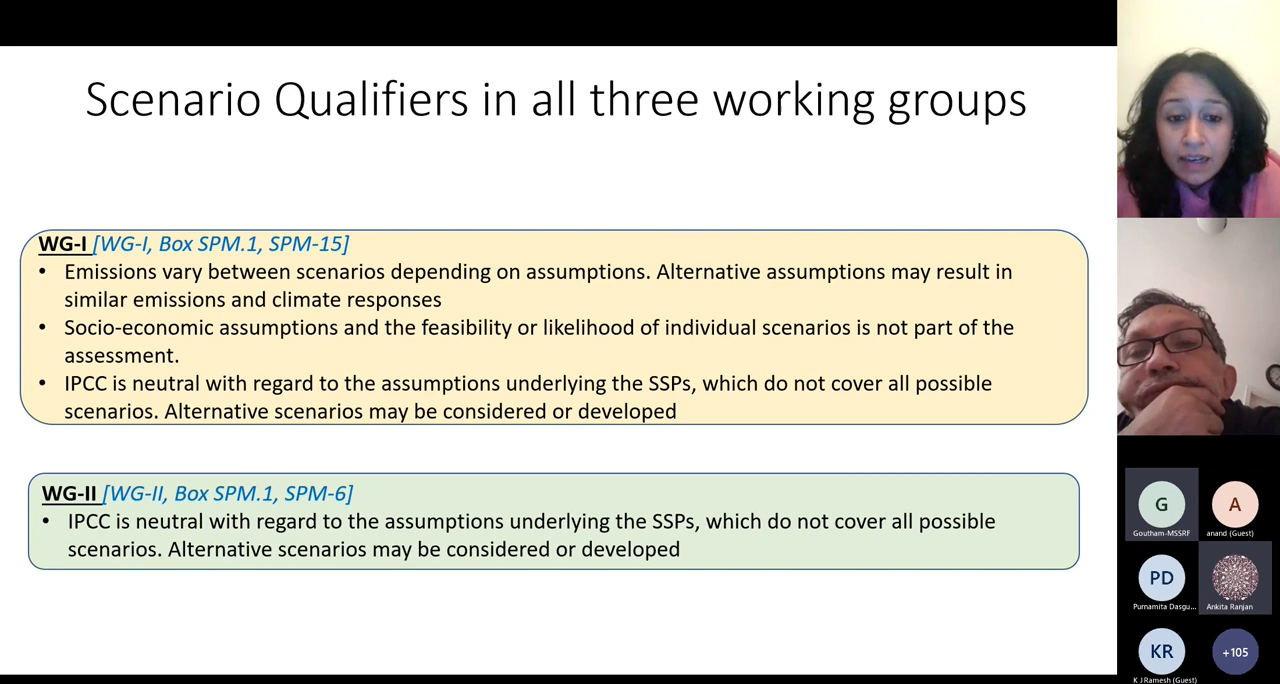 Scenario Qualifiers in all three working groups
WG-I [WG-I, Box SPM.1, SPM-15]
• Emissions vary between scenarios depending on assumptions. Alternative assumptions may result in
similar emissions and climate responses
• Socio-economic assumptions and the feasibility or likelihood of individual scenarios is not part of the
assessment.
• IPCC is neutral with regard to the assumptions underlying the SSPs, which do not cover all possible
scenarios. Alternative scenarios may be considered or developed
WG-II [WG-II, Box SPM.1, SPM-6]
• IPCC is neutral with regard to the assumptions underlying the SSPs, which do not cover all possible
scenarios. Alternative scenarios may be considered or developed
G
Goutham-MSSRF
A
anand (Guest)
PD
Purnamita Dasgu...
Ankita Ranjan
KR
K J Ramesh (Guest)
+105